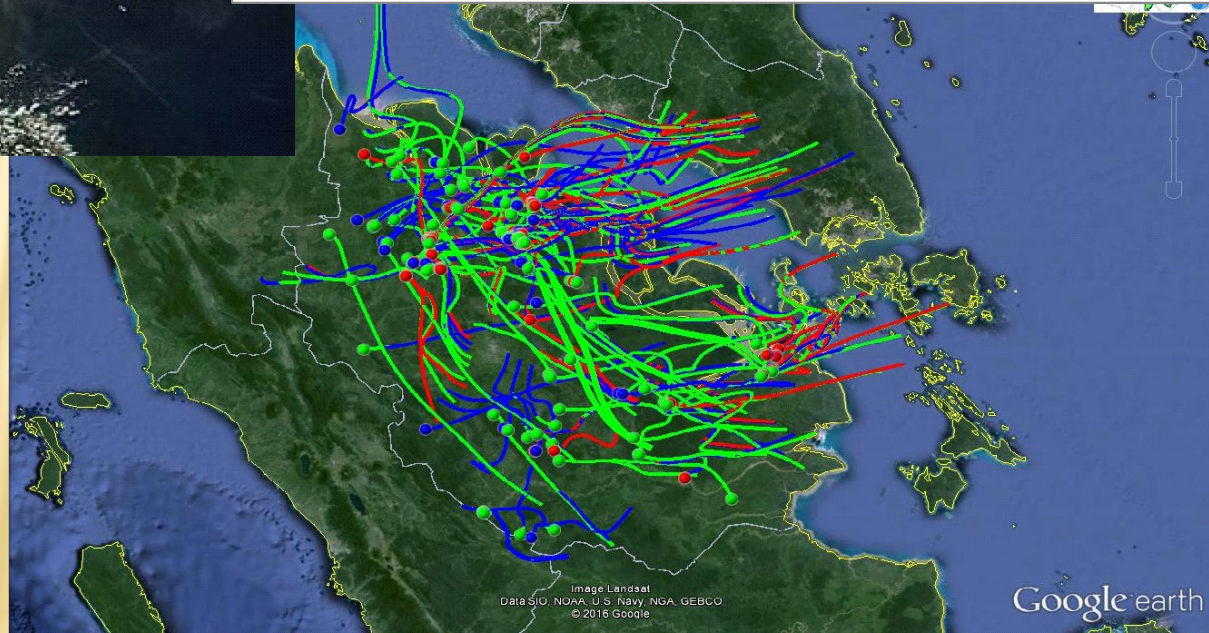 Image Landsat
Data SIO, NOAA, U.S. Navy, NGA, GEBCO
© 2016 Google
Google earth